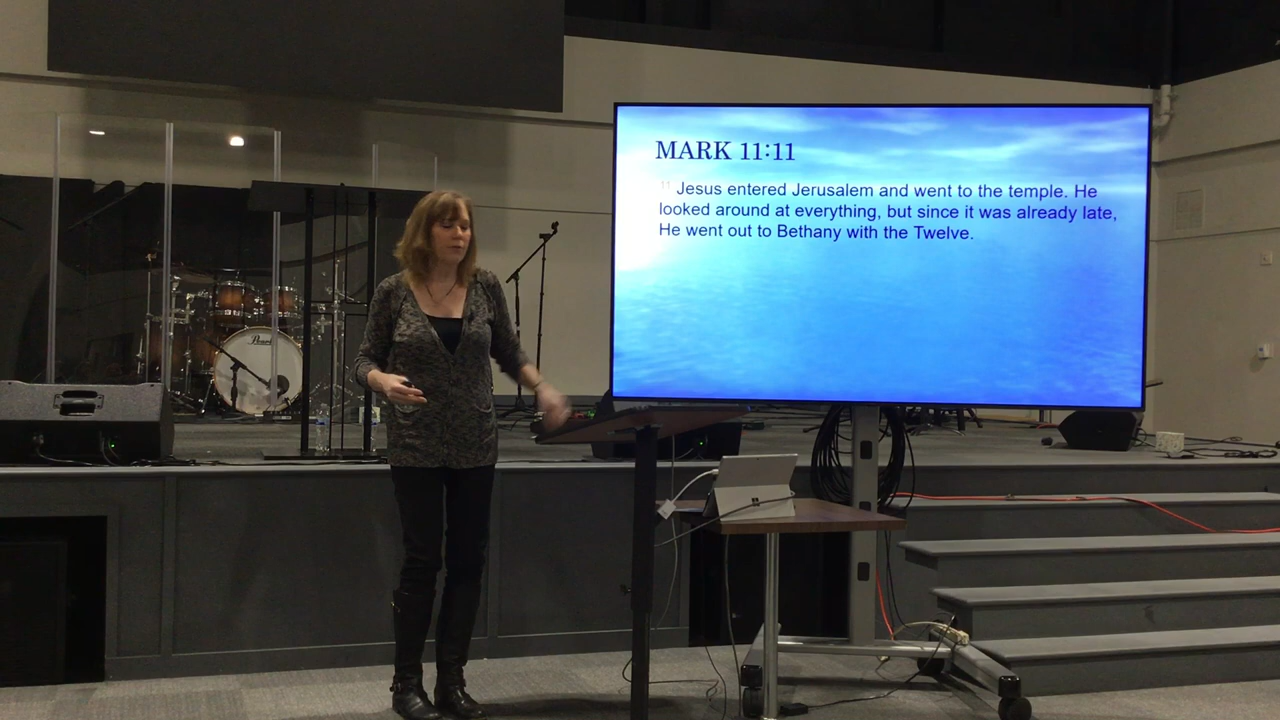 MARK 11:11
11 Jesus entered Jerusalem and went to the temple. He
looked around at everything, but since it was already late,
He went out to Bethany with the Twelve.
Pearl